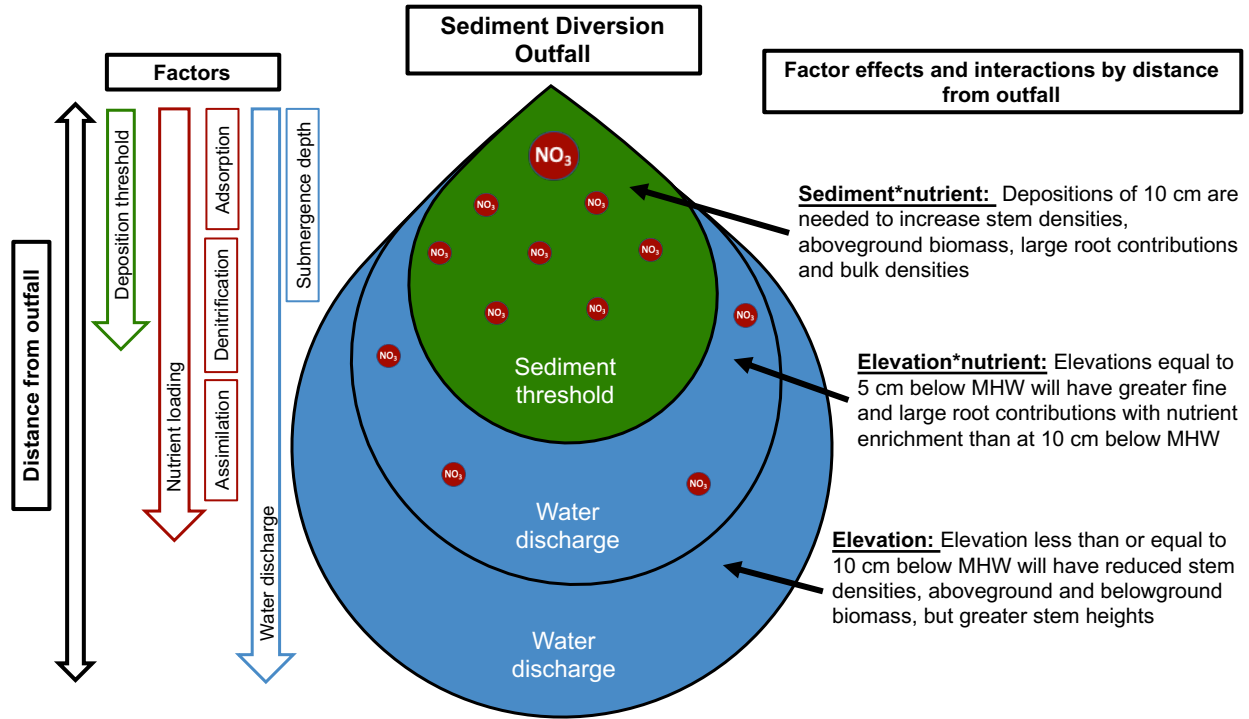 Sediment Diversion
Outfall
Factors
Factor effects and interactions by distance
from outfall
Distance from outfall
Deposition threshold
Nutrient loading
Adsorption
Denitrification
Assimilation
Water discharge
Submergence depth
NO₃
NO₃
NO₃
NO₃
NO₃
NO₃
NO₃
NO₃
Sediment
threshold
NO₃
NO₃
NO₃
NO₃
Water
discharge
Water
discharge
Sediment*nutrient: Depositions of 10 cm are
needed to increase stem densities,
aboveground biomass, large root contributions
and bulk densities
Elevation*nutrient: Elevations equal to
5 cm below MHW will have greater fine
and large root contributions with nutrient
enrichment than at 10 cm below MHW
Elevation: Elevation less than or equal to
10 cm below MHW will have reduced stem
densities, aboveground and belowground
biomass, but greater stem heights